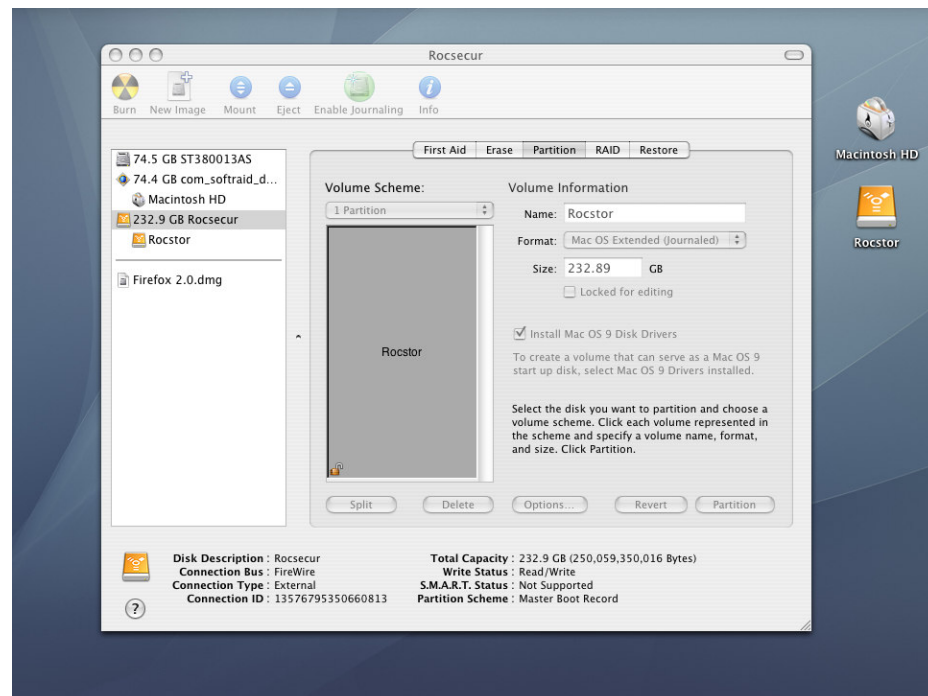 Rocsecur
Burn New Image Mount Eject Enable Journaling Info
74.5 GB ST380013AS
74.4 GB com_softraid_d...
Macintosh HD
232.9 GB Rocsecur
Rocstor
Firefox 2.0.dmg
First Aid Erase Partition RAID Restore
Volume Scheme:
1 Partition
Rocstor
Volume Information
Name: Rocstor
Format: Mac OS Extended (Journaled)
Size: 232.89 GB
Locked for editing
Install Mac OS 9 Disk Drivers
To create a volume that can serve as a Mac OS 9
start up disk, select Mac OS 9 Drivers installed.
Select the disk you want to partition and choose a
volume scheme. Click each volume represented in
the scheme and specify a volume name, format,
and size. Click Partition.
Split Delete Options... Revert Partition
Disk Description : Rocsecur
Connection Bus : FireWire
Connection Type : External
Connection ID : 13576795350660813
Total Capacity : 232.9 GB (250,059,350,016 Bytes)
Write Status : Read/Write
S.M.A.R.T. Status : Not Supported
Partition Scheme : Master Boot Record
?
Macintosh HD
Rocstor